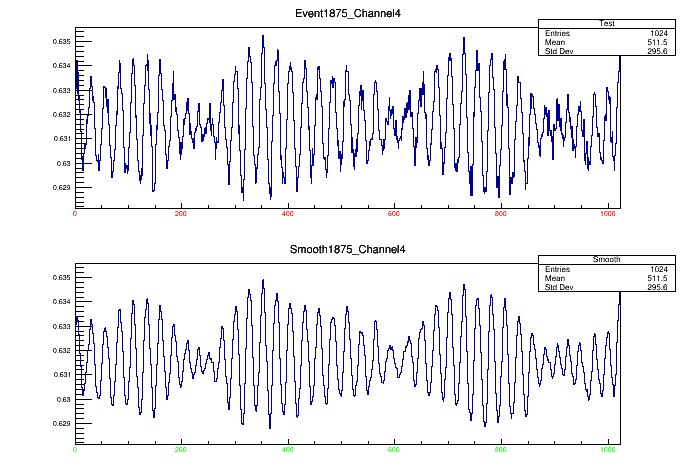 Event1875_Channel4
Test
Entries 1024
Mean 511.5
Std Dev 295.6
0.635
0.634
0.633
0.632
0.631
0.63
0.629
0 200 400 600 800 1000
Smooth1875_Channel4
Smooth
Entries 1024
Mean 511.5
Std Dev 295.6
0.635
0.634
0.633
0.632
0.631
0.63
0.629
0 200 400 600 800 1000